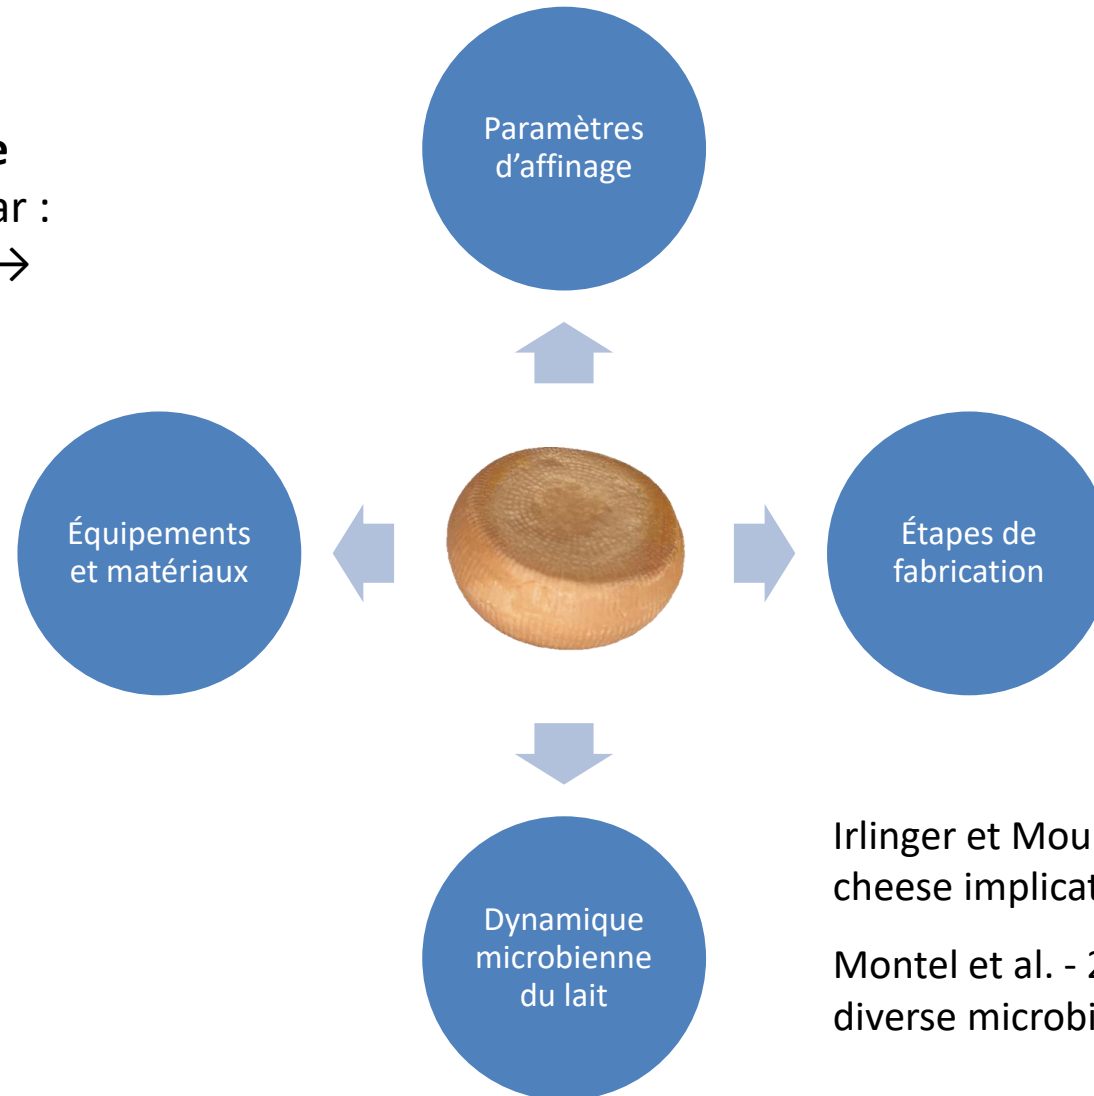 Paramètres
d’affinage
e
ar :
→
Équipements
et matériaux
Étapes de
fabrication
Dynamique
microbienne
du lait
Irlinger et Mou
cheese implicat
Montel et al. - 2
diverse microbi